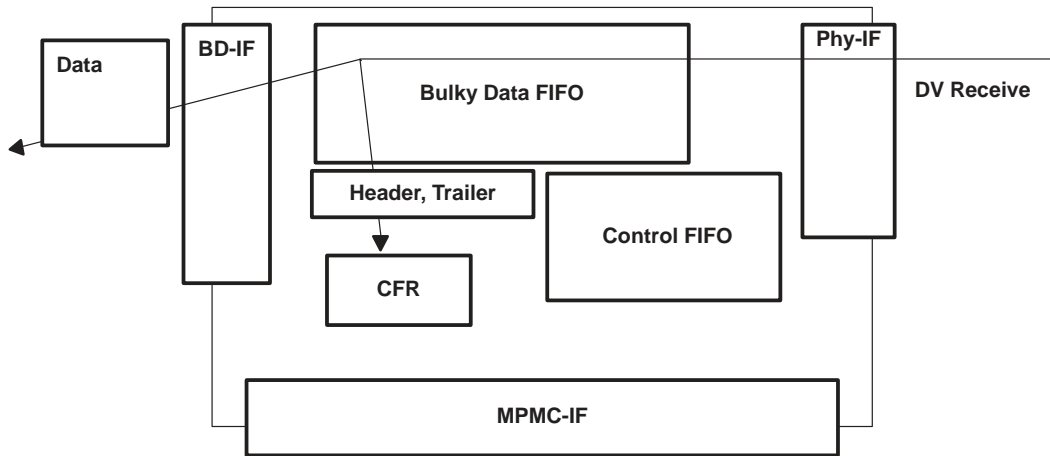 BD-IF
Phy-IF
Data
Bulky Data FIFO
DV Receive
Header, Trailer
Control FIFO
CFR
MPMC-IF